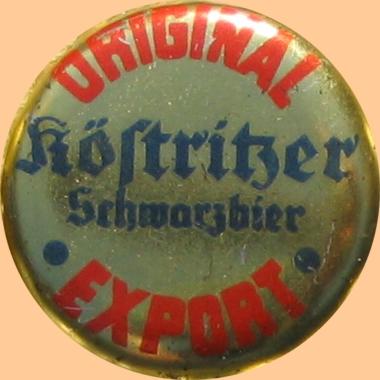 ORIGINAL
Köſtritzer
Schwarzbier
EXPORT